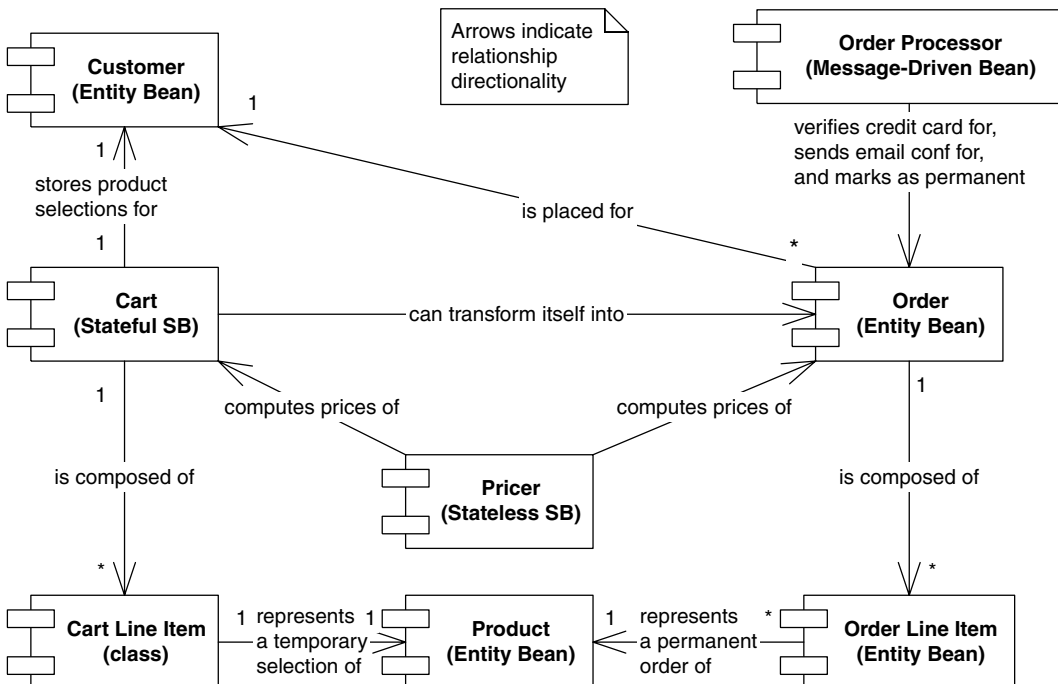 Customer
(Entity Bean)
Arrows indicate
relationship
directionality
Order Processor
(Message-Driven Bean)
1
1
stores product
selections for
1
is placed for
*
verifies credit card for,
sends email conf for,
and marks as permanent
Cart
(Stateful SB)
can transform itself into
Order
(Entity Bean)
1
computes prices of
computes prices of
1
is composed of
Pricer
(Stateless SB)
is composed of
*
*
Cart Line Item
(class)
1
represents
a temporary
selection of
1
Product
(Entity Bean)
1
represents
a permanent
order of
*
Order Line Item
(Entity Bean)